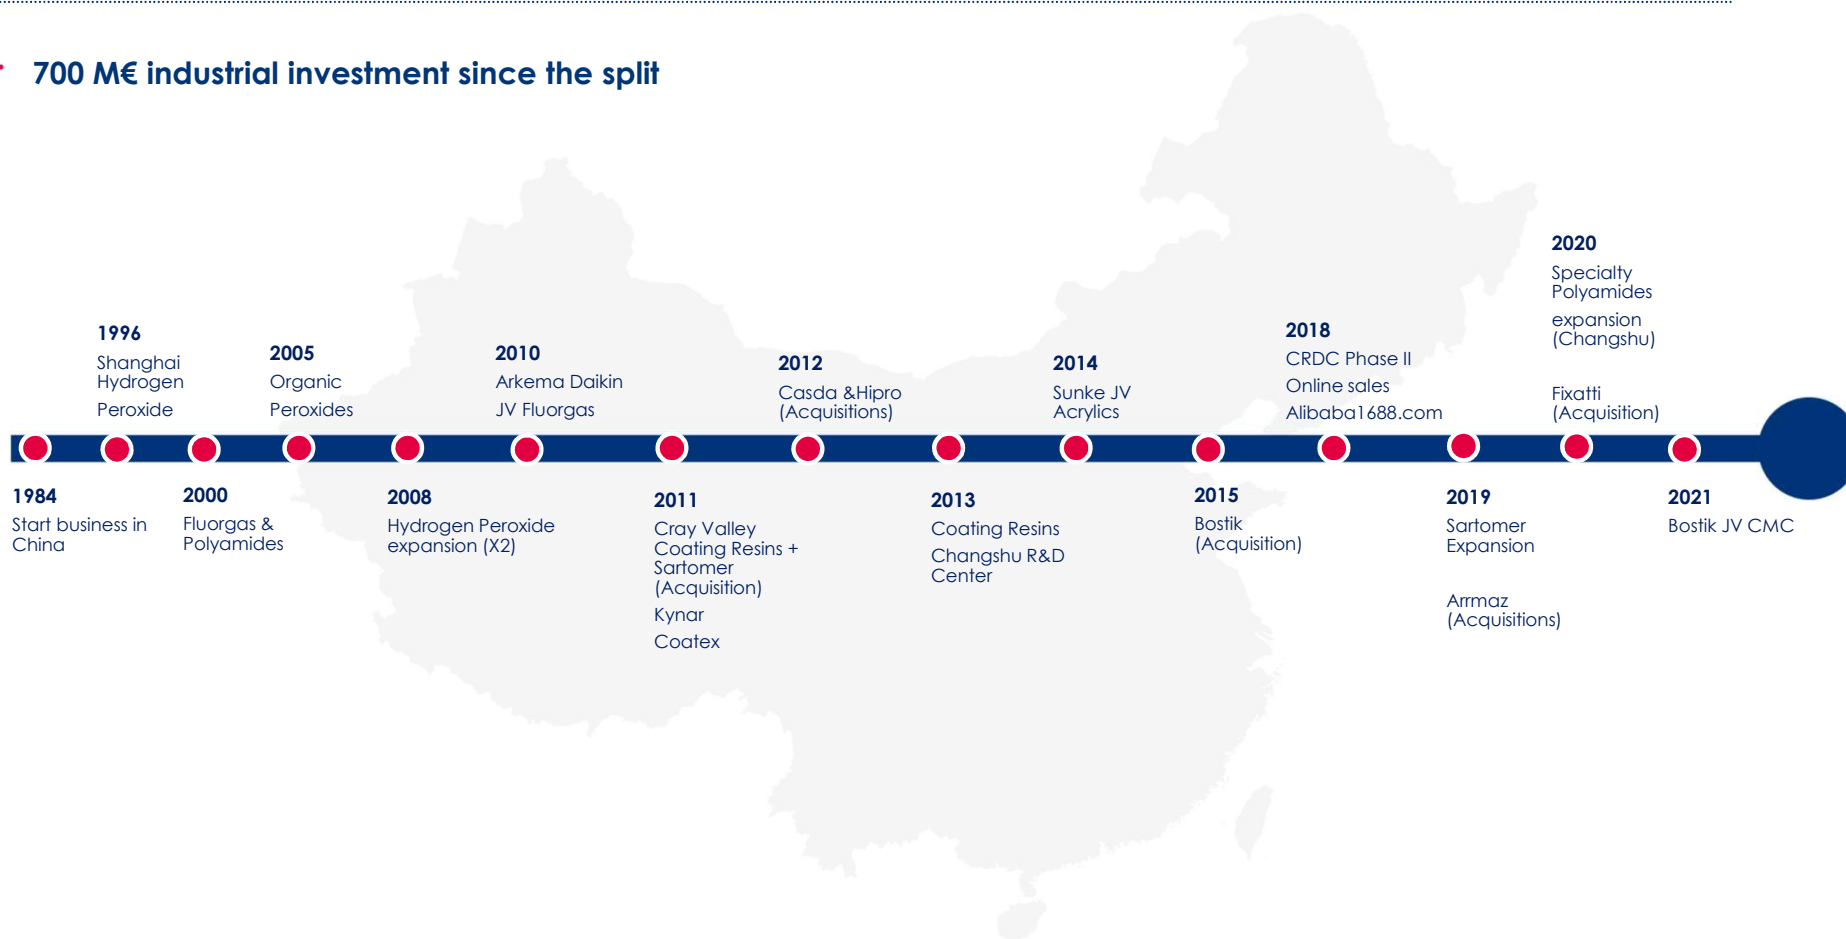 700 M€ industrial investment since the split
1984
Start business in
China
1996
Shanghai
Hydrogen
Peroxide
2000
Fluorgas &
Polyamides
2005
Organic
Peroxides
2008
Hydrogen Peroxide
expansion (X2)
2010
Arkema Daikin
JV Fluorgas
2011
Cray Valley
Coating Resins +
Sartomer
(Acquisition)
Kynar
Coatex
2012
Casda &Hipro
(Acquisitions)
2013
Coating Resins
Changshu R&D
Center
2014
Sunke JV
Acrylics
2015
Bostik
(Acquisition)
2018
CRDC Phase II
Online sales
Alibaba1688.com
2019
Sartomer
Expansion
Arrmaz
(Acquisitions)
2020
Specialty
Polyamides
expansion
(Changshu)
Fixatti
(Acquisition)
2021
Bostik JV CMC